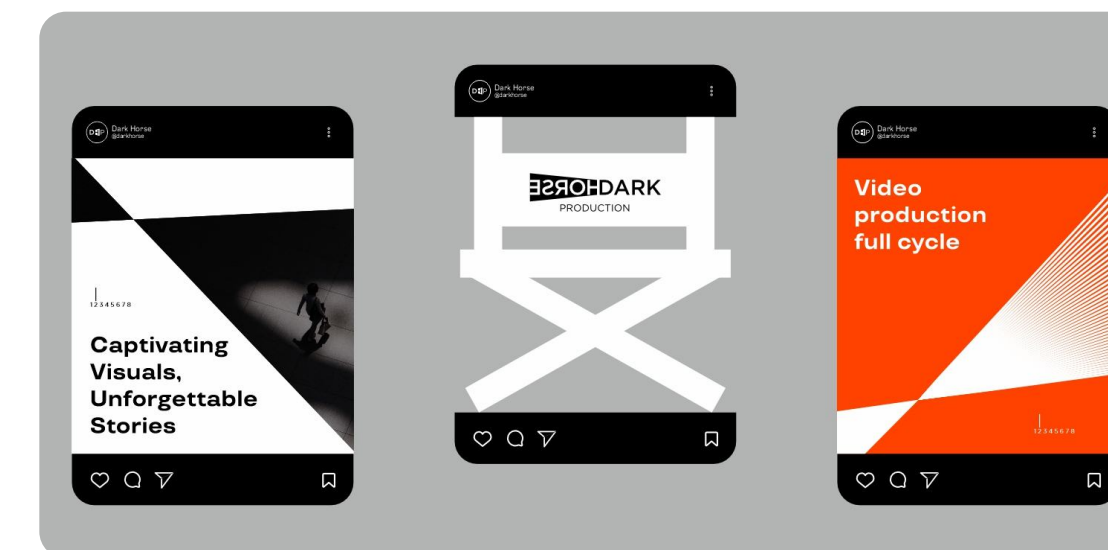 Dark Horse
@darkhorse
12345678
Captivating
Visuals,
Unforgettable
Stories
Dark Horse
@darkhorse
HORSEDARK
PRODUCTION
Dark Horse
@darkhorse
Video
production
full cycle
12345678